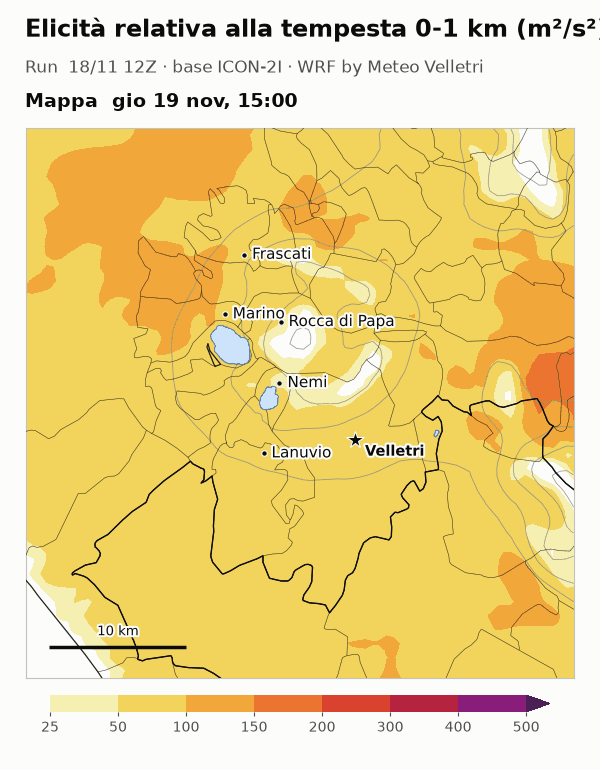 Elicità relativa alla tempesta 0-1 km (m²/s²)
Run 18/11 12Z · base ICON-2I · WRF by Meteo Velletri
Mappa gio 19 nov, 15:00
Frascati
Marino
Rocca di Papa
Nemi
Velletri
Lanuvio
10 km
25 50 100 150 200 300 400 500